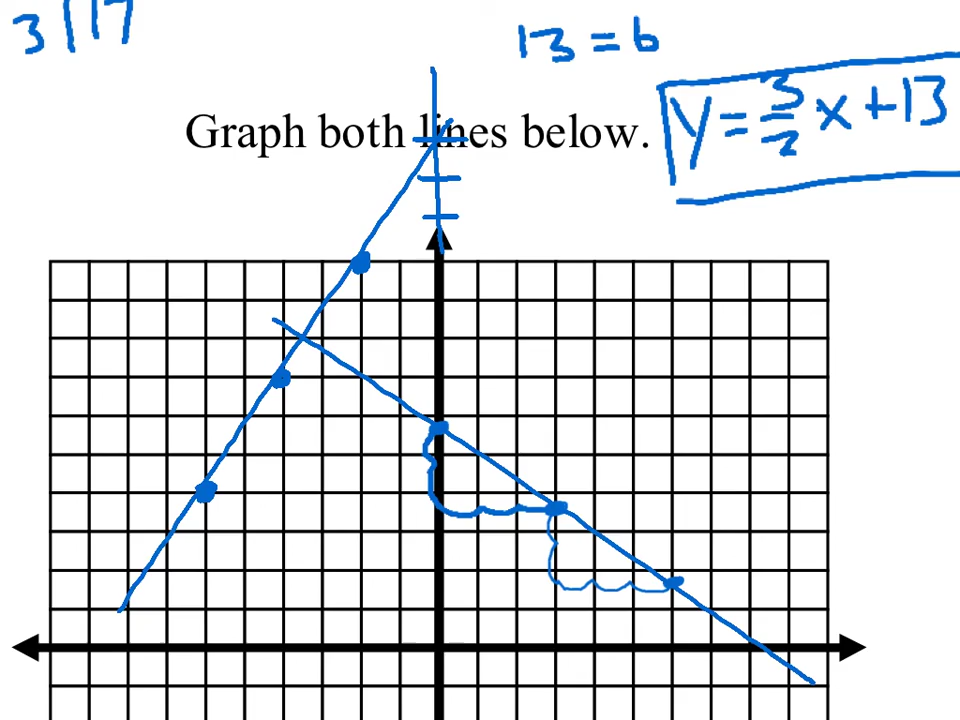 3 | 17
13 = b
Graph both lines below.
y = 3/2 x + 13